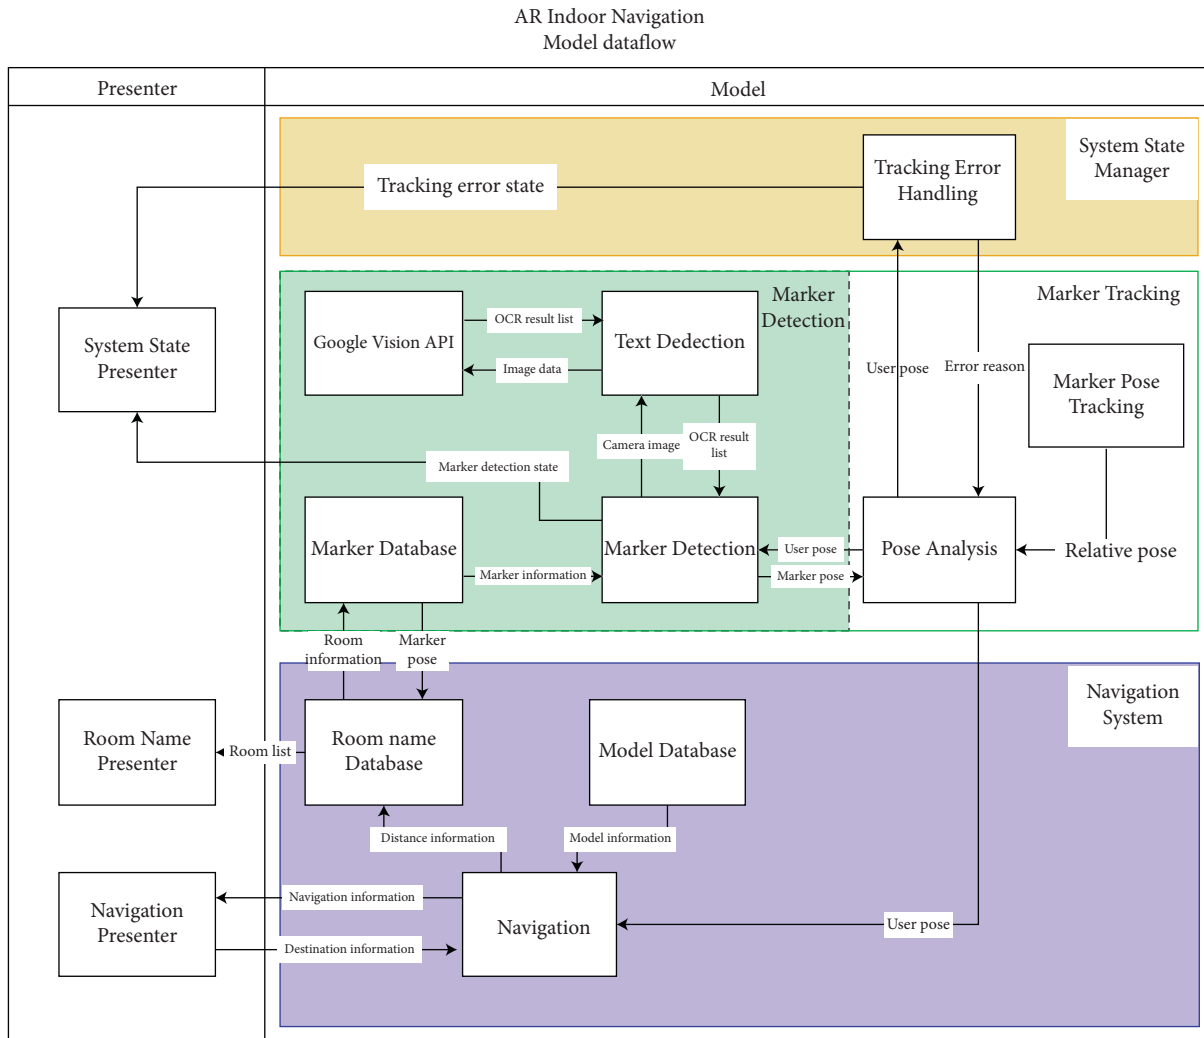 AR Indoor Navigation
Model dataflow
Presenter
Model
System State
Manager
Tracking Error
Handling
Tracking error state
Marker
Detection
Marker Tracking
Google Vision API
OCR result list
Text Dedection
Image data
System State
Presenter
User pose
Error reason
Marker Pose
Tracking
Camera image
OCR result
list
Marker detection state
Marker Database
Marker information
Marker Detection
User pose
Marker pose
Pose Analysis
Relative pose
Room
information
Marker
pose
Navigation
System
Room Name
Presenter
Room list
Room name
Database
Model Database
Distance information
Model information
Navigation
Presenter
Navigation information
Destination information
Navigation
User pose